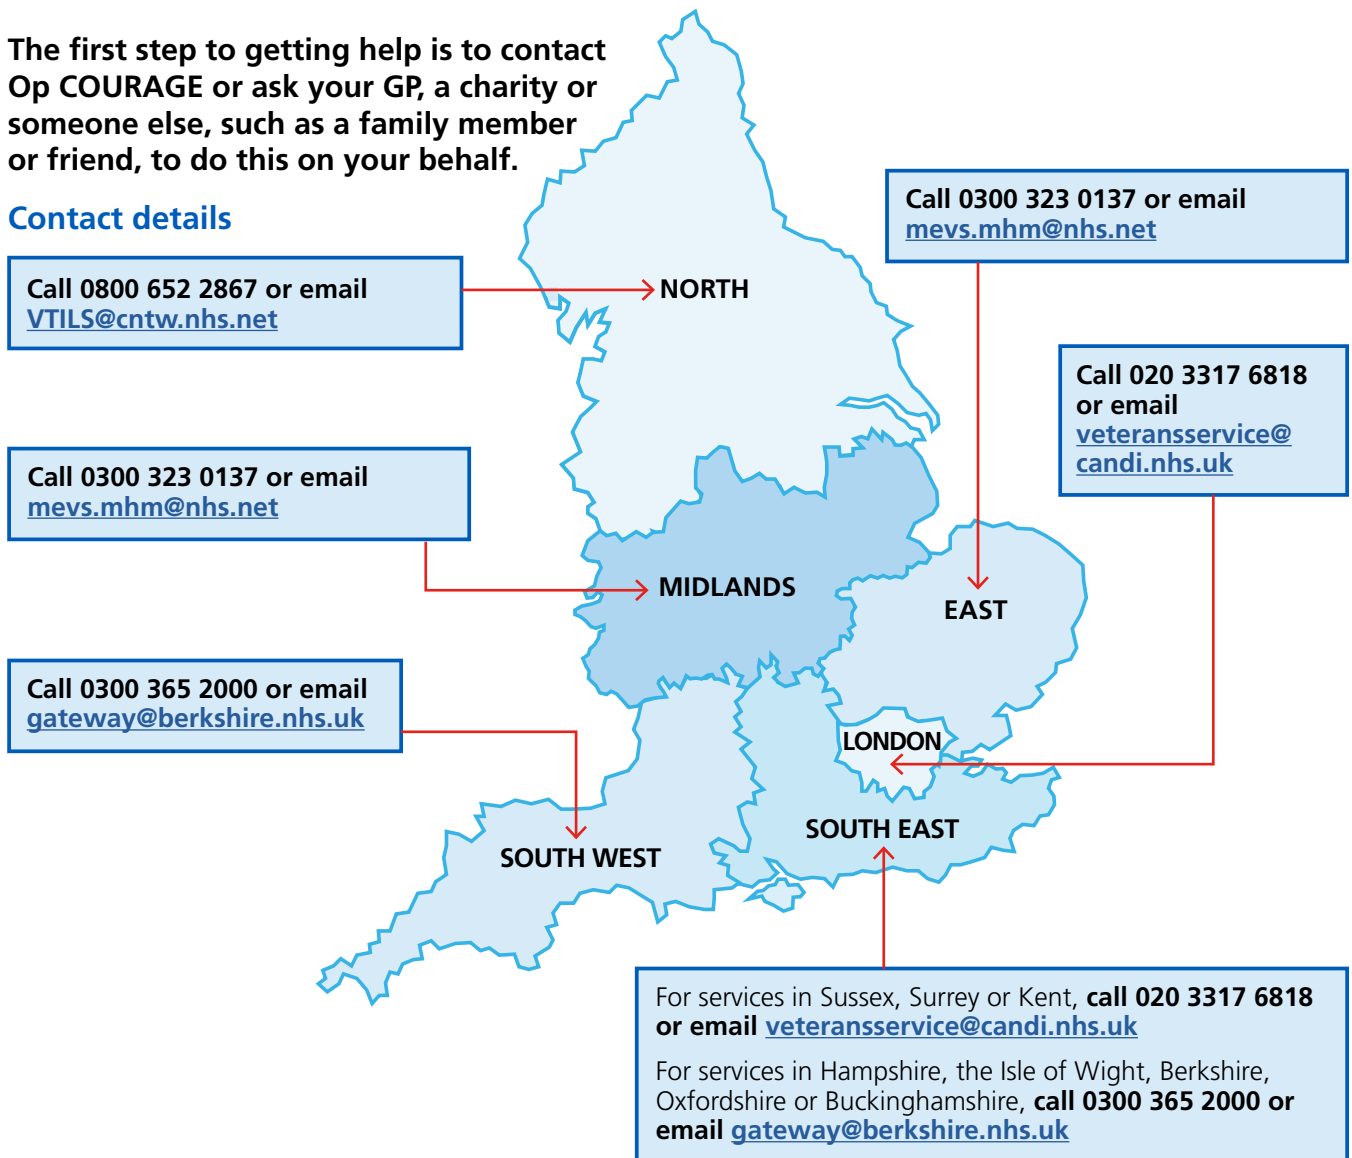 The first step to getting help is to contact
Op COURAGE or ask your GP, a charity or
someone else, such as a family member
or friend, to do this on your behalf.
Contact details
Call 0800 652 2867 or email
VTILS@cntw.nhs.net
Call 0300 323 0137 or email
mevs.mhm@nhs.net
Call 0300 365 2000 or email
gateway@berkshire.nhs.uk
Call 0300 323 0137 or email
mevs.mhm@nhs.net
Call 020 3317 6818
or email
veteransservice@
candi.nhs.uk
NORTH
MIDLANDS
EAST
LONDON
SOUTH EAST
SOUTH WEST
For services in Sussex, Surrey or Kent, call 020 3317 6818
or email veteransservice@candi.nhs.uk
For services in Hampshire, the Isle of Wight, Berkshire,
Oxfordshire or Buckinghamshire, call 0300 365 2000 or
email gateway@berkshire.nhs.uk